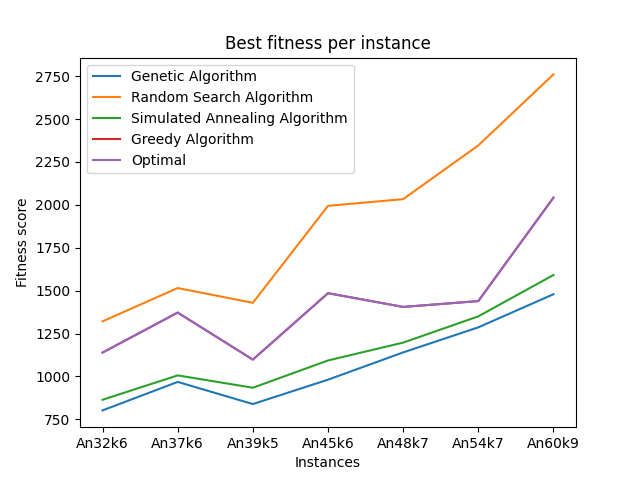 Best fitness per instance
Genetic Algorithm
Random Search Algorithm
Simulated Annealing Algorithm
Greedy Algorithm
Optimal
2750
2500
2250
2000
1750
1500
1250
1000
750
Fitness score
An32k6 An37k6 An39k5 An45k6 An48k7 An54k7 An60k9
Instances